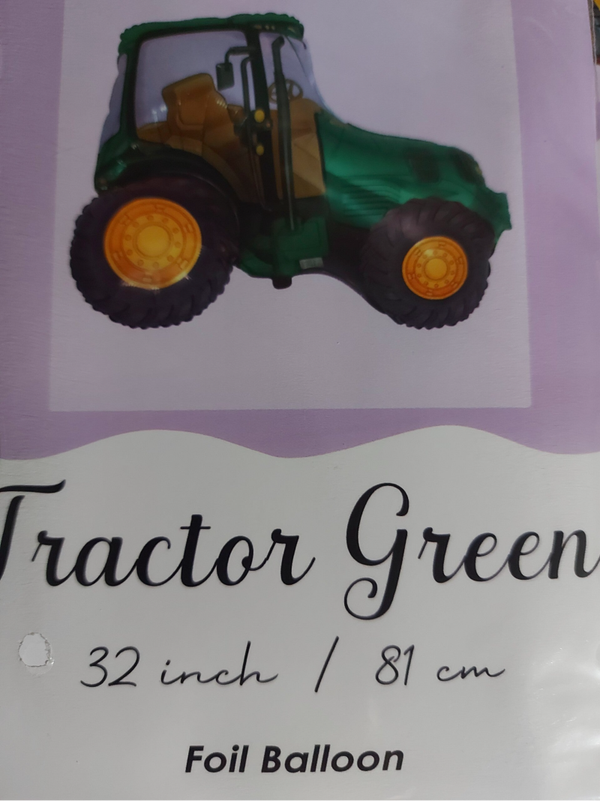 Tractor Green
32 inch / 81 cm
Foil Balloon